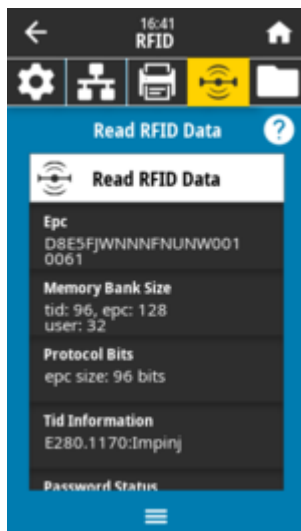 16:41
RFID
Read RFID Data
?
Read RFID Data
Epc
D8E5FJWNNNFNUNW001
0061
Memory Bank Size
tid: 96, epc: 128
user: 32
Protocol Bits
epc size: 96 bits
Tid Information
E280.1170:Impinj
Password Status